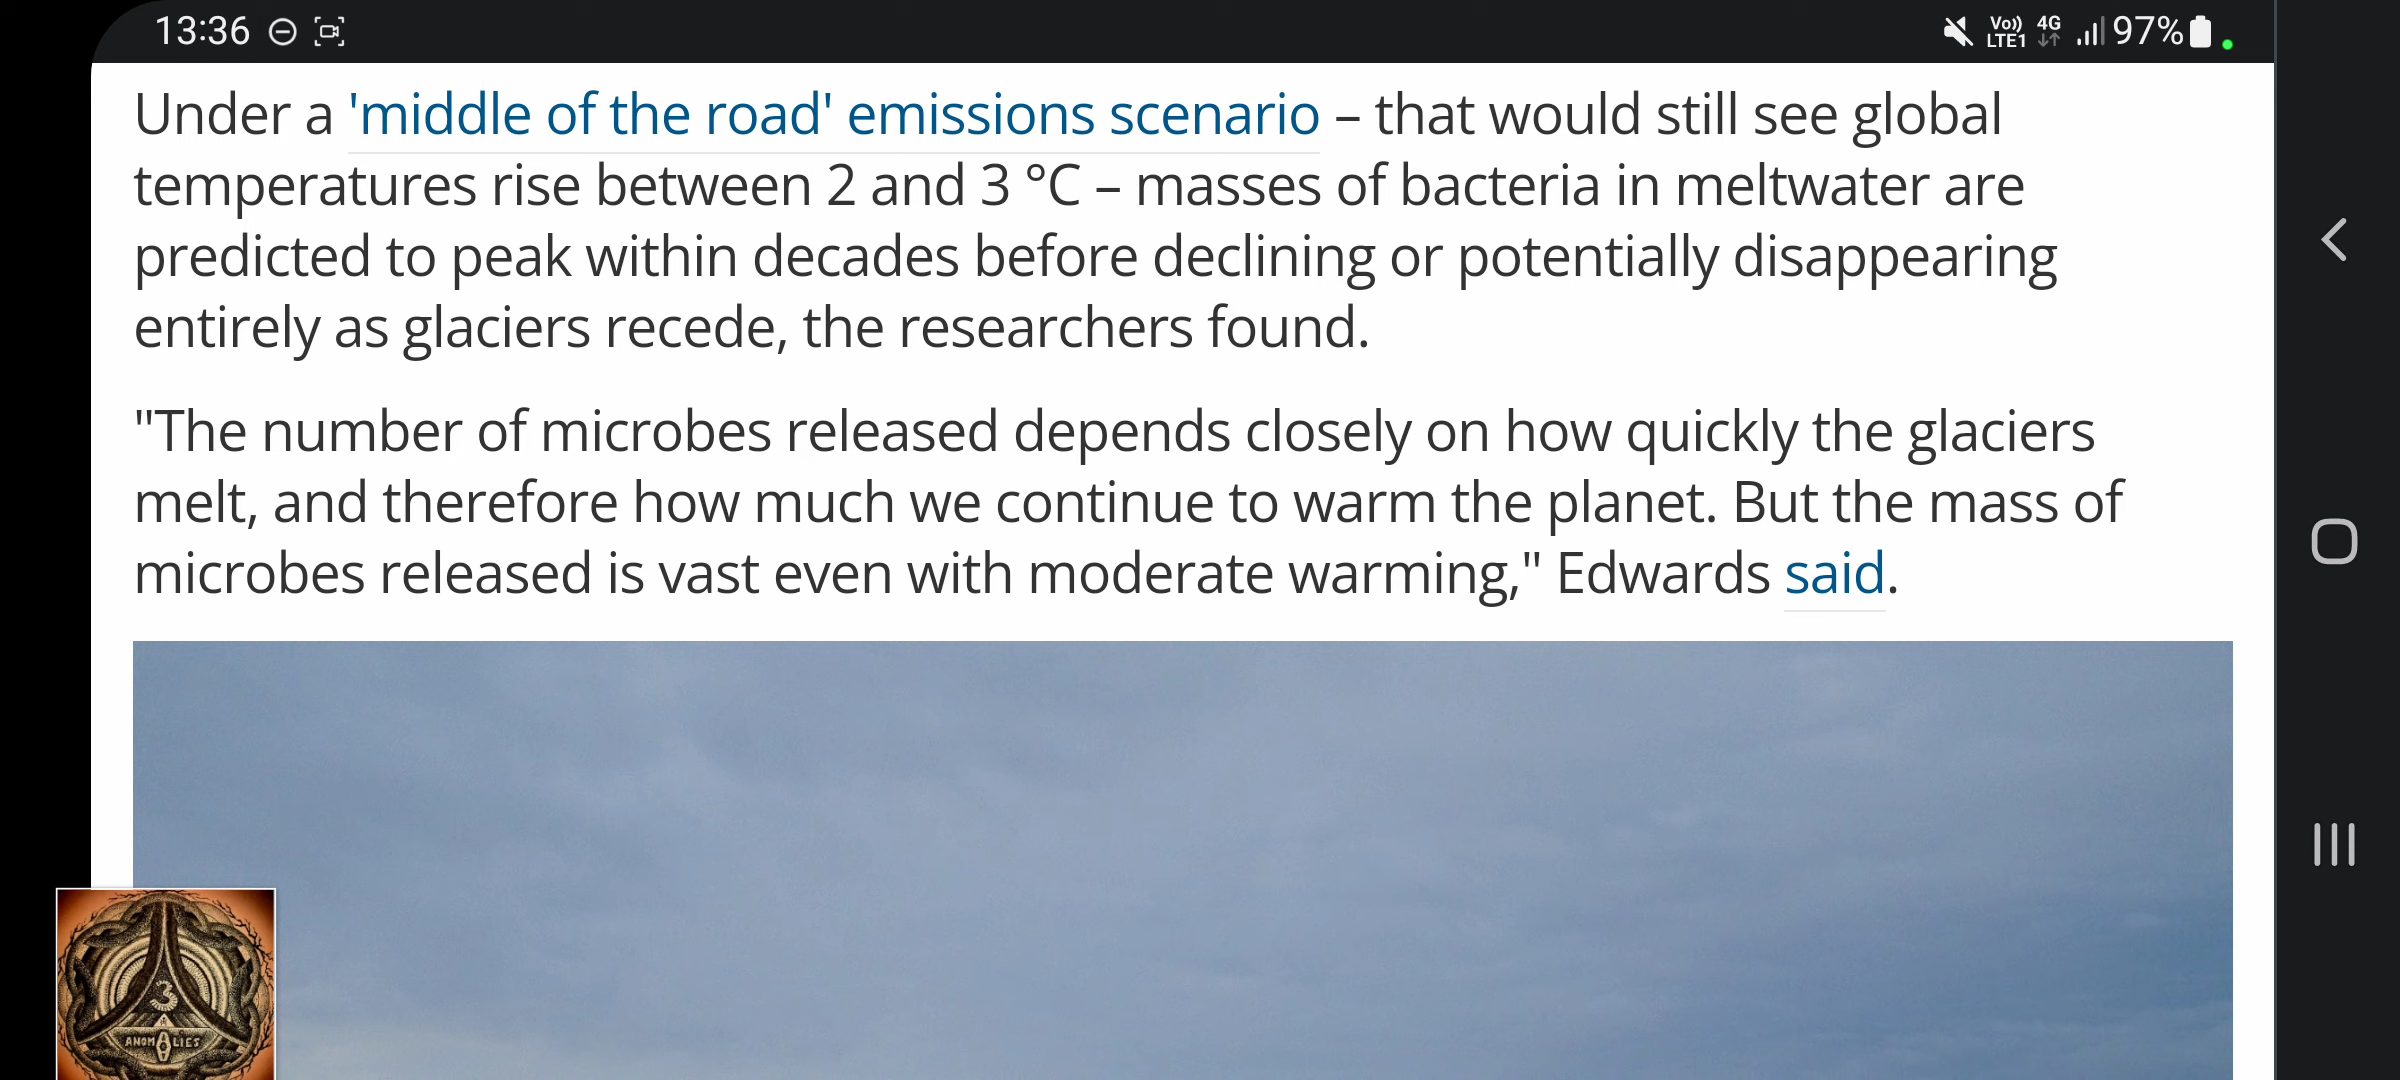 13:36
Vo)) LTE1 4G 97%
Under a 'middle of the road' emissions scenario – that would still see global
temperatures rise between 2 and 3 °C – masses of bacteria in meltwater are
predicted to peak within decades before declining or potentially disappearing
entirely as glaciers recede, the researchers found.
"The number of microbes released depends closely on how quickly the glaciers
melt, and therefore how much we continue to warm the planet. But the mass of
microbes released is vast even with moderate warming," Edwards said.
3
ANOMALIES